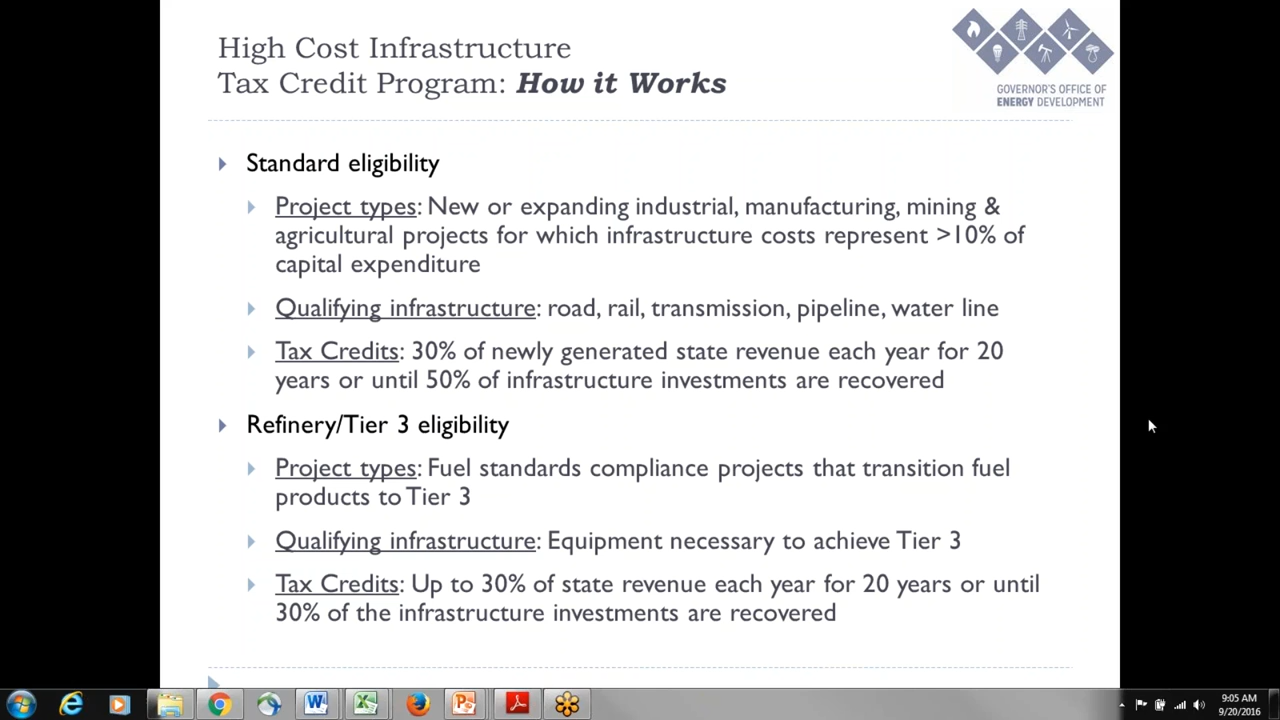 High Cost Infrastructure
Tax Credit Program: How it Works
GOVERNOR'S OFFICE OF
ENERGY DEVELOPMENT
Standard eligibility
Project types: New or expanding industrial, manufacturing, mining &
agricultural projects for which infrastructure costs represent >10% of
capital expenditure
Qualifying infrastructure: road, rail, transmission, pipeline, water line
Tax Credits: 30% of newly generated state revenue each year for 20
years or until 50% of infrastructure investments are recovered
Refinery/Tier 3 eligibility
Project types: Fuel standards compliance projects that transition fuel
products to Tier 3
Qualifying infrastructure: Equipment necessary to achieve Tier 3
Tax Credits: Up to 30% of state revenue each year for 20 years or until
30% of the infrastructure investments are recovered
9:05 AM
9/20/2016